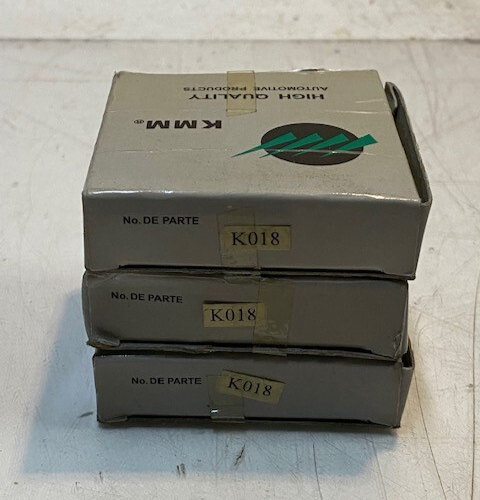 HIGH QUALITY
AUTOMOTIVE PRODUCTS
KMM®
No. DE PARTE
K018
No. DE PARTE
K018
No. DE PARTE
K018